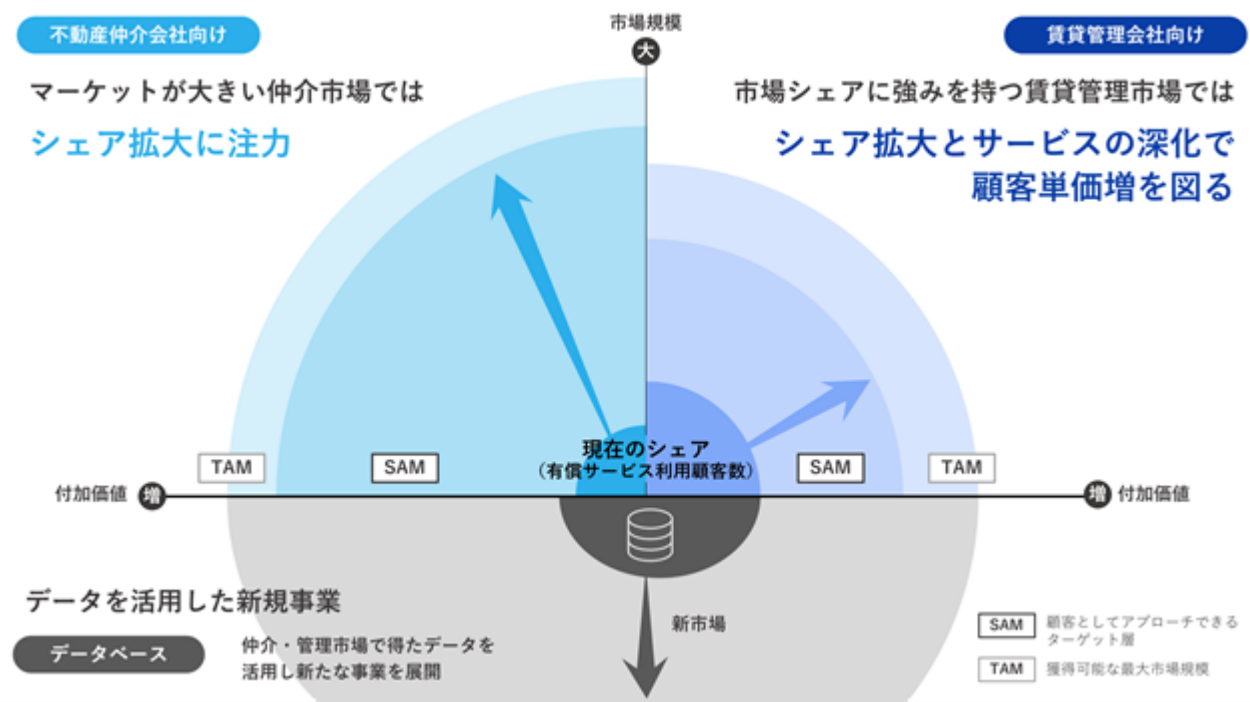 不動産仲介会社向け
マーケットが大きい仲介市場では
シェア拡大に注力
市場規模
大
賃貸管理会社向け
市場シェアに強みを持つ賃貸管理市場では
シェア拡大とサービスの深化で
顧客単価増を図る
現在のシェア
（有償サービス利用顧客数）
TAM
SAM
SAM
TAM
付加価値 増
増 付加価値
データを活用した新規事業
データベース
仲介・管理市場で得たデータを
活用し新たな事業を展開
新市場
SAM 顧客としてアプローチできる
ターゲット層
TAM 獲得可能な最大市場規模